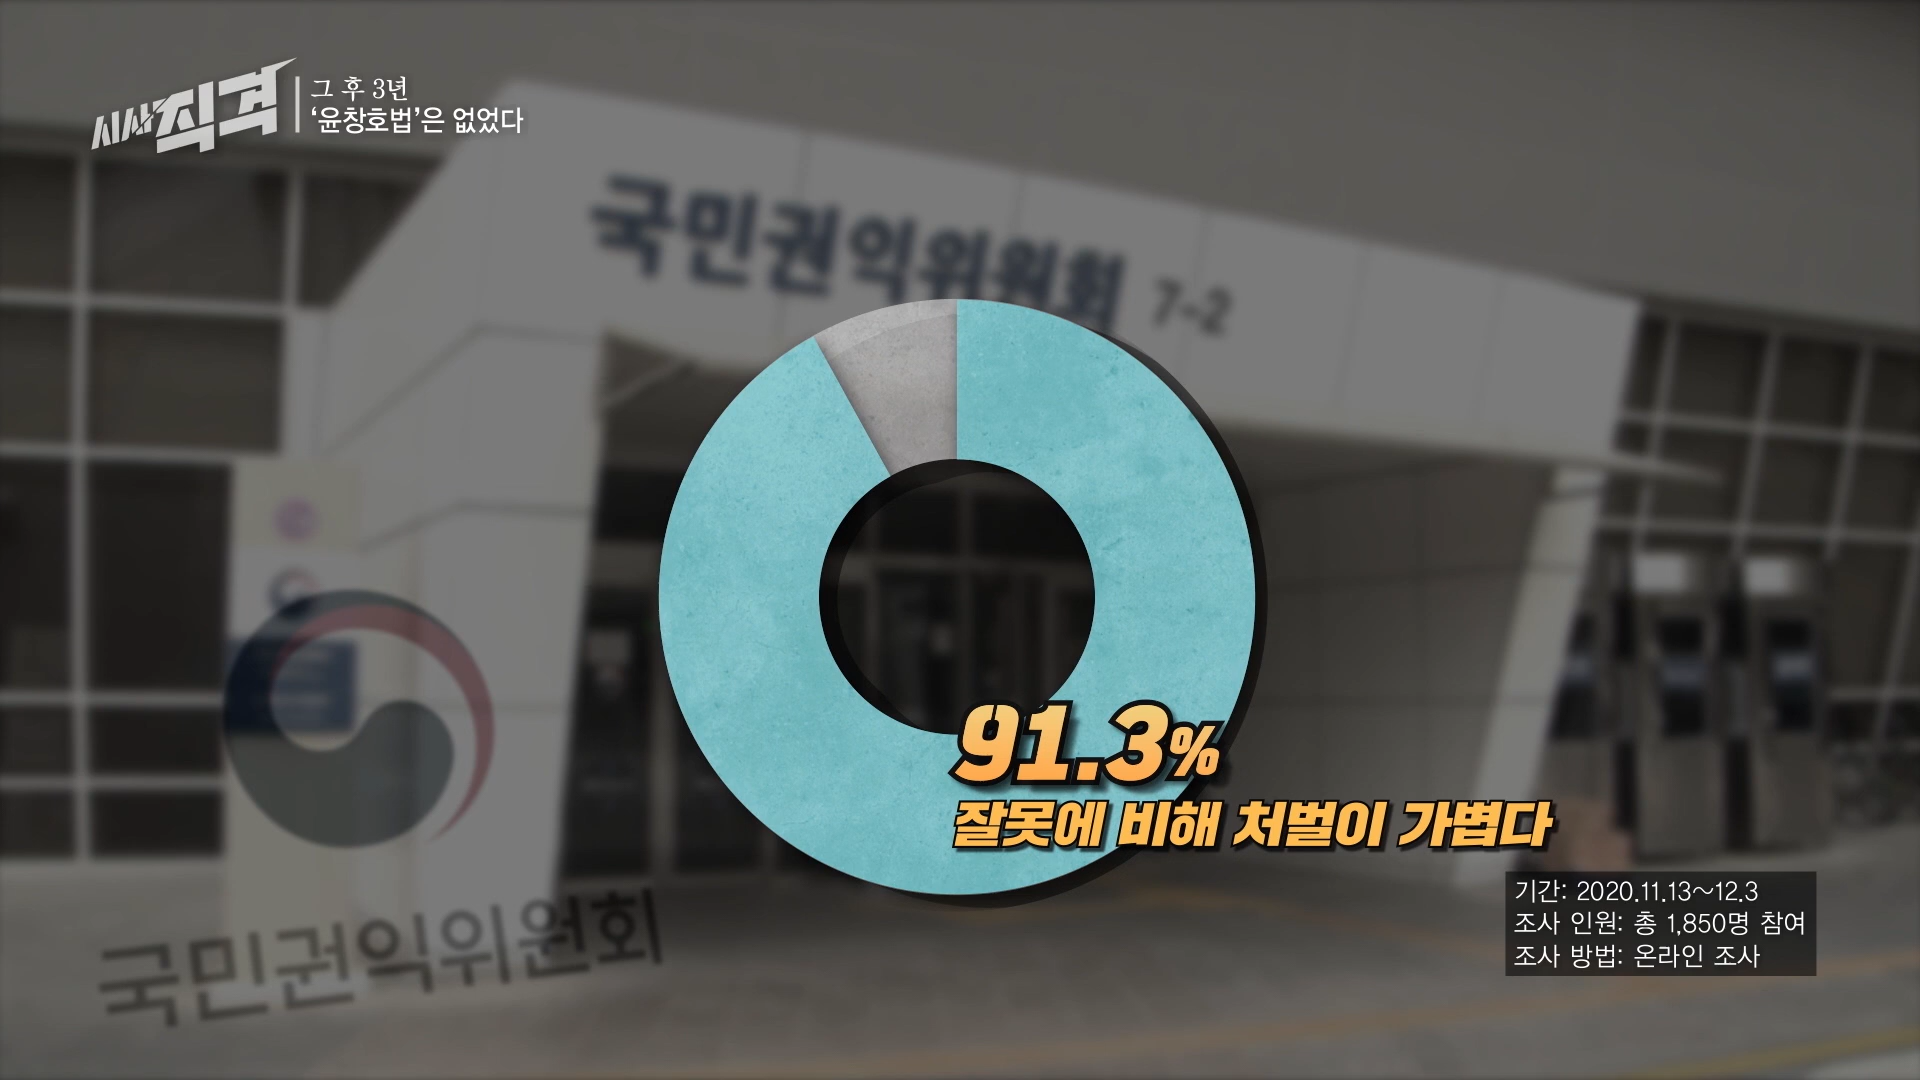 시사직격
그 후 3년
‘윤창호법’은 없었다
국민권익위원회 7-2
91.3%
잘못에 비해 처벌이 가볍다
기간: 2020.11.13~12.3
조사 인원: 총 1,850명 참여
조사 방법: 온라인 조사
국민권익위원회